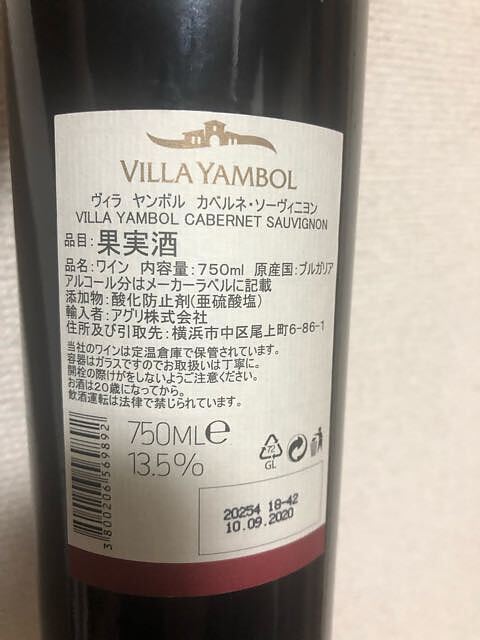 VILLA YAMBOL
ヴィラ ヤンボル カベルネ・ソーヴィニヨン
VILLA YAMBOL CABERNET SAUVIGNON
品目:果実酒
品名:ワイン 内容量:750ml 原産国:ブルガリア
アルコール分はメーカーラベルに記載
添加物:酸化防止剤(亜硫酸塩)
輸入者:アグリ株式会社
住所及び引取先:横浜市中区尾上町6-86-1
当社のワインは定温倉庫で保管されています。
容器はガラスですのでお取扱いは丁寧に。
開栓の際けがをしないようご注意ください。
お酒は20歳になってから。
飲酒運転は法律で禁じられています。
750MLe
13.5%
72
GL
20254 18-42
10.09.2020
3800206569892